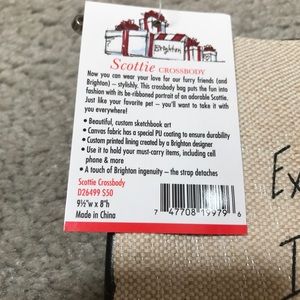 Brighton
Scottie CROSSBODY
Now you can wear your love for our furry friends (and
Brighton) – stylishly. This crossbody bag puts the fun into
fashion with its be-ribboned portrait of an adorable Scottie.
Just like your favorite pet – you'll want to take it with
you everywhere!
• Beautiful, custom sketchbook art
• Canvas fabric has a special PU coating to ensure durability
• Custom printed lining created by a Brighton designer
• Use it to hold your must-carry items, including cell
phone & more
• A touch of Brighton ingenuity – the strap detaches
Scottie Crossbody
D26499 $50
9½"w x 8"h
Made in China
7 47708 19979 6
Ex
I